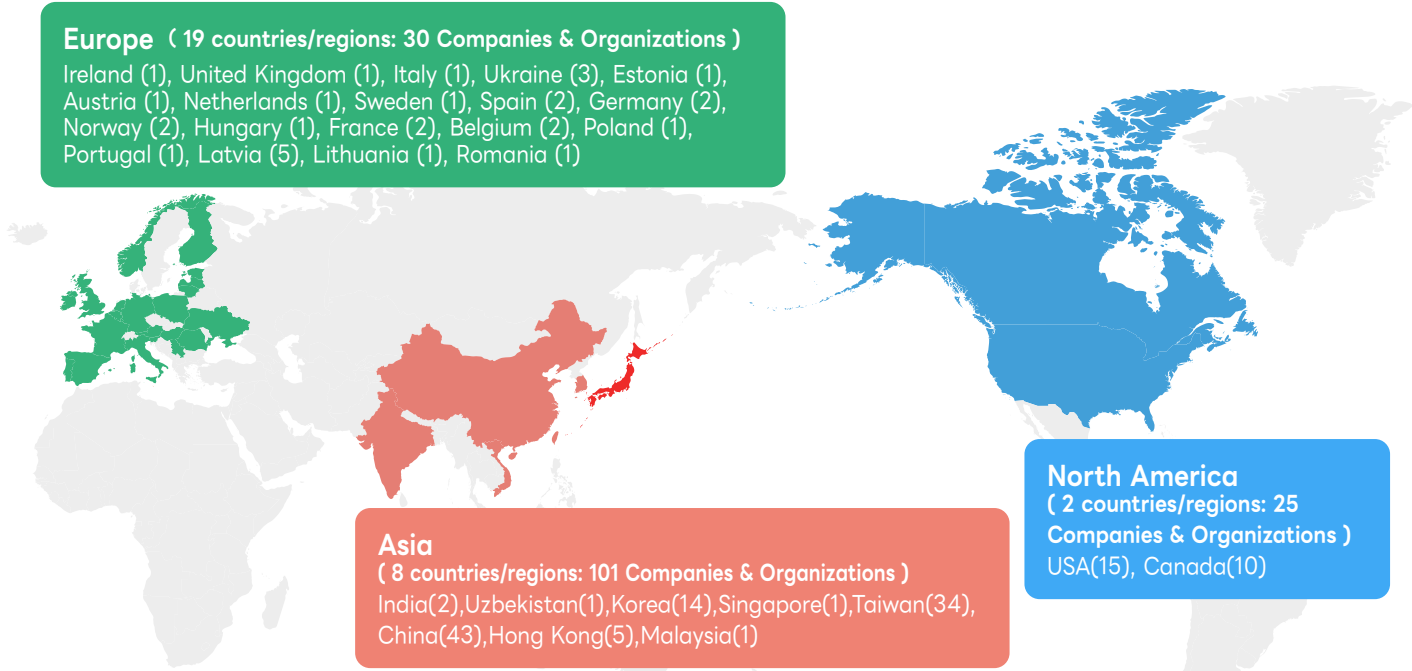 Europe ( 19 countries/regions: 30 Companies & Organizations )
Ireland (1), United Kingdom (1), Italy (1), Ukraine (3), Estonia (1),
Austria (1), Netherlands (1), Sweden (1), Spain (2), Germany (2),
Norway (2), Hungary (1), France (2), Belgium (2), Poland (1),
Portugal (1), Latvia (5), Lithuania (1), Romania (1)
North America
( 2 countries/regions: 25
Companies & Organizations )
USA(15), Canada(10)
Asia
( 8 countries/regions: 101 Companies & Organizations )
India(2),Uzbekistan(1),Korea(14),Singapore(1),Taiwan(34),
China(43),Hong Kong(5),Malaysia(1)